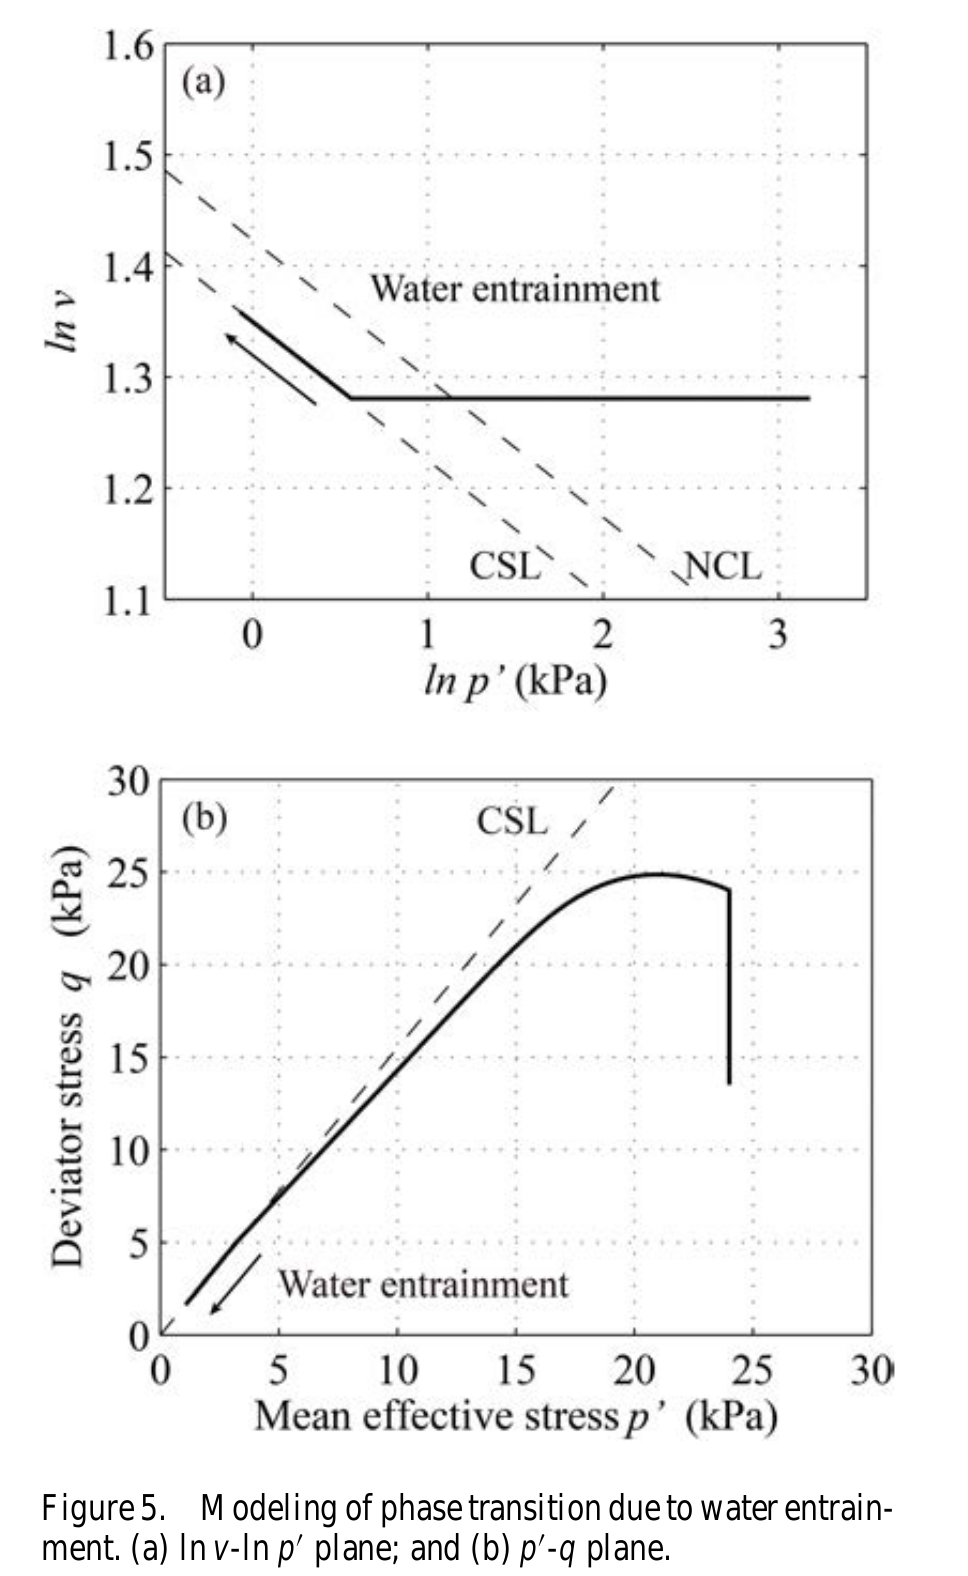 1.6
(a)
1.5
1.4
Water entrainment
ln v
1.3
1.2
CSL
NCL
1.1
0 1 2 3
ln p’ (kPa)
30
(b)
CSL
25
20
15
10
Deviator stress q (kPa)
5
Water entrainment
0
0 5 10 15 20 25 30
Mean effective stress p’ (kPa)
Figure 5. Modeling of phase transition due to water entrain-
ment. (a) ln v-ln p′ plane; and (b) p′-q plane.